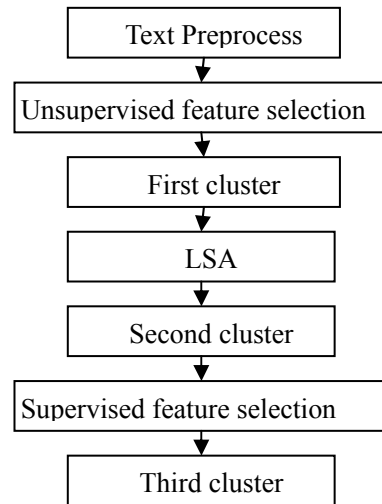 Text Preprocess
Unsupervised feature selection
First cluster
LSA
Second cluster
Supervised feature selection
Third cluster